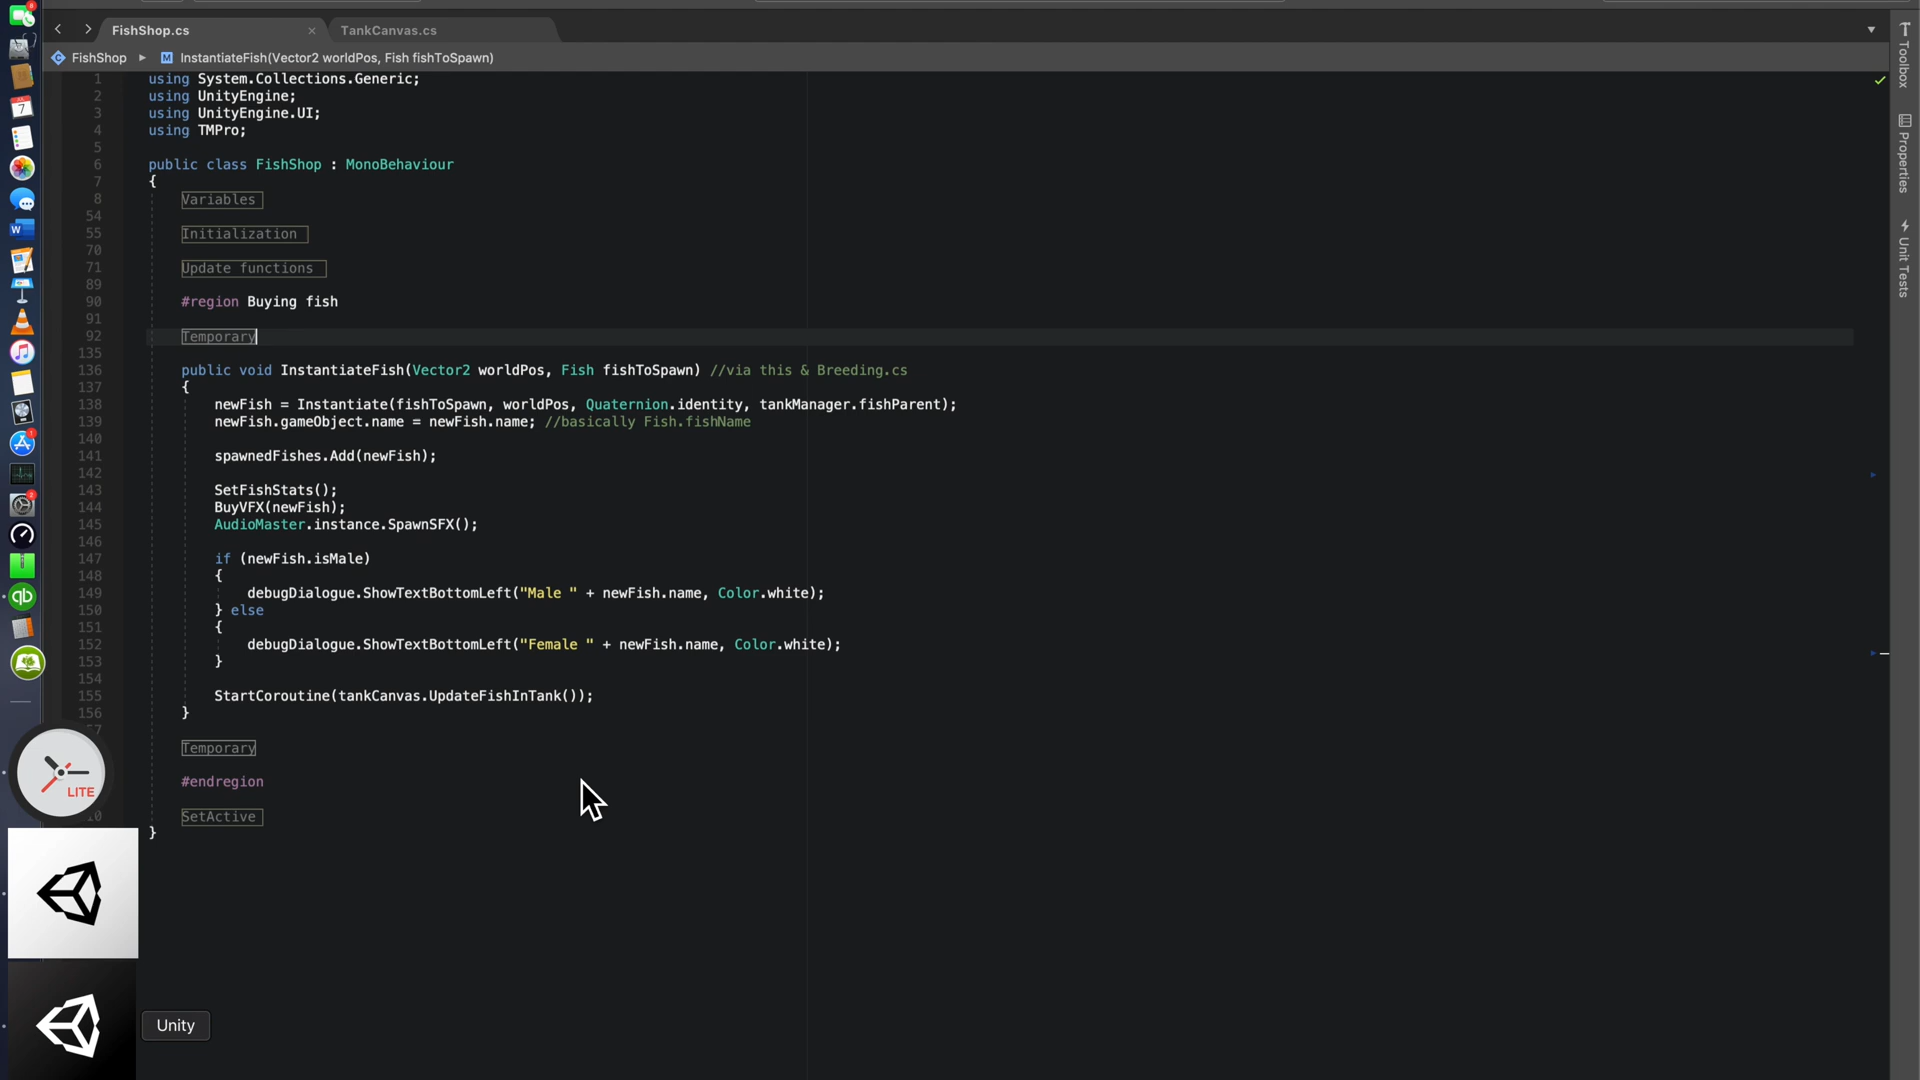 FishShop.cs
TankCanvas.cs
FishShop
InstantiateFish(Vector2 worldPos, Fish fishToSpawn)
1 using System.Collections.Generic;
2 using UnityEngine;
3 using UnityEngine.UI;
4 using TMPro;
5
6 public class FishShop : MonoBehaviour
7 {
8 Variables
54
55 Initialization
70
71 Update functions
89
90 #region Buying fish
91
92 Temporary
135
136 public void InstantiateFish(Vector2 worldPos, Fish fishToSpawn) //via this & Breeding.cs
137 {
138 newFish = Instantiate(fishToSpawn, worldPos, Quaternion.identity, tankManager.fishParent);
139 newFish.gameObject.name = newFish.name; //basically Fish.fishName
140
141 spawnedFishes.Add(newFish);
142
143 SetFishStats();
144 BuyVFX(newFish);
145 AudioMaster.instance.SpawnSFX();
146
147 if (newFish.isMale)
148 {
149 debugDialogue.ShowTextBottomLeft("Male " + newFish.name, Color.white);
150 } else
151 {
152 debugDialogue.ShowTextBottomLeft("Female " + newFish.name, Color.white);
153 }
154
155 StartCoroutine(tankCanvas.UpdateFishInTank());
156 }
Temporary
#endregion
SetActive
}
Toolbox
Properties
Unit Tests
8
7
W
1
2
qb
LITE
Unity